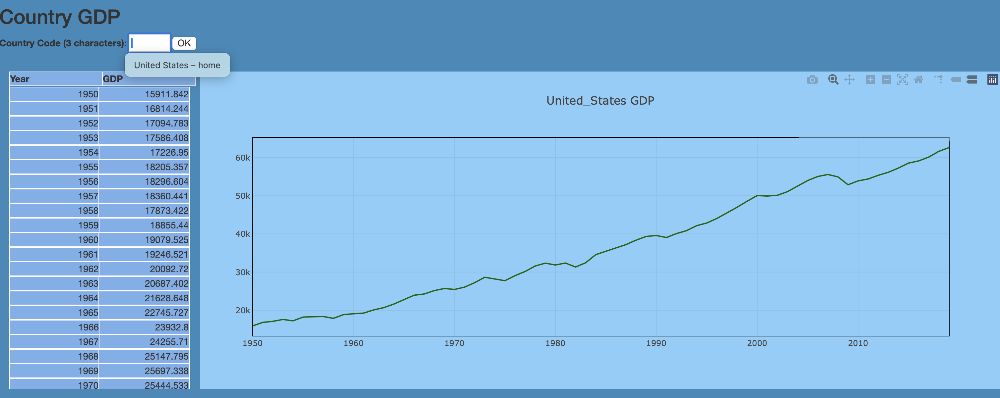 Country GDP
Country Code (3 characters): OK
United States – home
Year GDP
1950 15911.842
1951 16814.244
1952 17094.783
1953 17586.408
1954 17226.95
1955 18205.357
1956 18296.604
1957 18360.441
1958 17873.422
1959 18855.44
1960 19079.525
1961 19246.521
1962 20092.72
1963 20687.402
1964 21628.648
1965 22745.727
1966 23932.8
1967 24255.71
1968 25147.795
1969 25697.338
1970 25444.533
United_States GDP
60k
50k
40k
30k
20k
1950 1960 1970 1980 1990 2000 2010